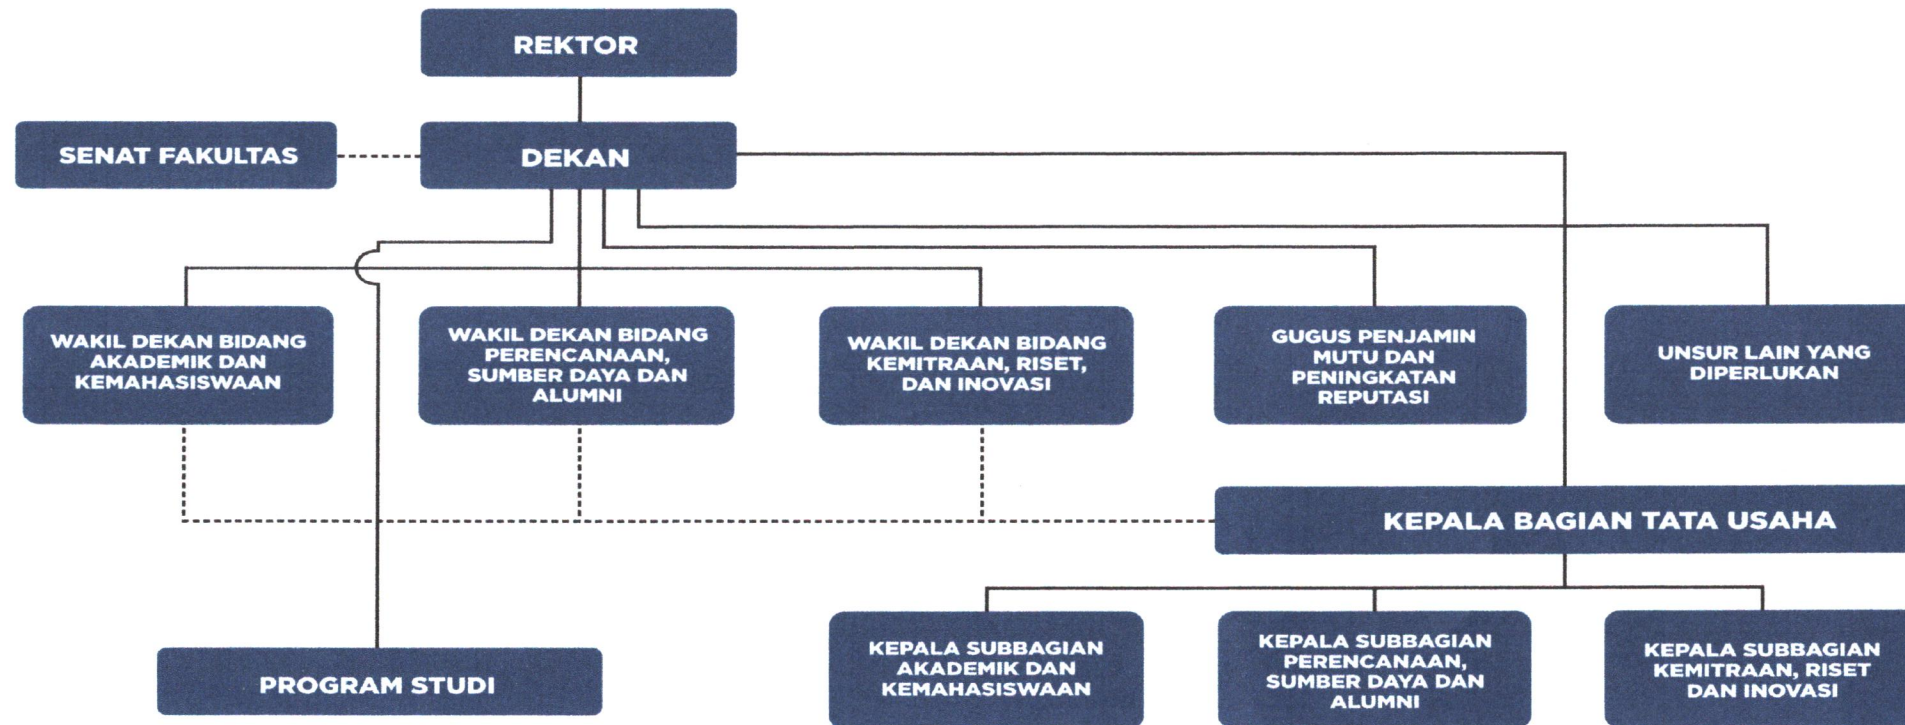 REKTOR
SENAT FAKULTAS
DEKAN
WAKIL DEKAN BIDANG
AKADEMIK DAN
KEMAHASISWAAN
WAKIL DEKAN BIDANG
PERENCANAAN,
SUMBER DAYA DAN
ALUMNI
WAKIL DEKAN BIDANG
KEMITRAAN, RISET,
DAN INOVASI
GUGUS PENJAMIN
MUTU DAN
PENINGKATAN
REPUTASI
UNSUR LAIN YANG
DIPERLUKAN
KEPALA BAGIAN TATA USAHA
PROGRAM STUDI
KEPALA SUBBAGIAN
AKADEMIK DAN
KEMAHASISWAAN
KEPALA SUBBAGIAN
PERENCANAAN,
SUMBER DAYA DAN
ALUMNI
KEPALA SUBBAGIAN
KEMITRAAN, RISET
DAN INOVASI